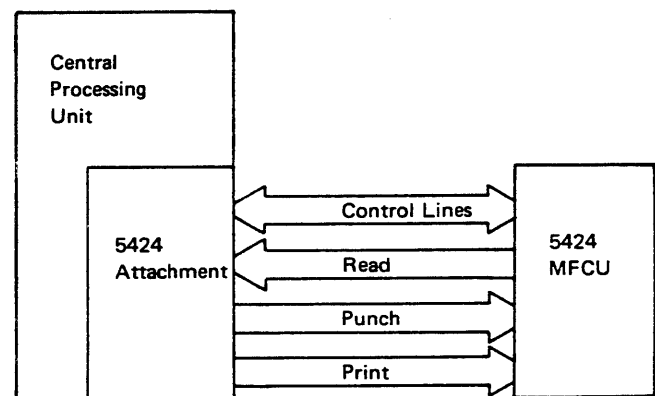 Central
Processing
Unit
5424
Attachment
Control Lines
Read
Punch
Print
5424
MFCU